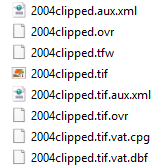 2004clipped.aux.xml
2004clipped.ovr
2004clipped.tfw
2004clipped.tif
2004clipped.tif.aux.xml
2004clipped.tif.ovr
2004clipped.tif.vat.cpg
2004clipped.tif.vat.dbf